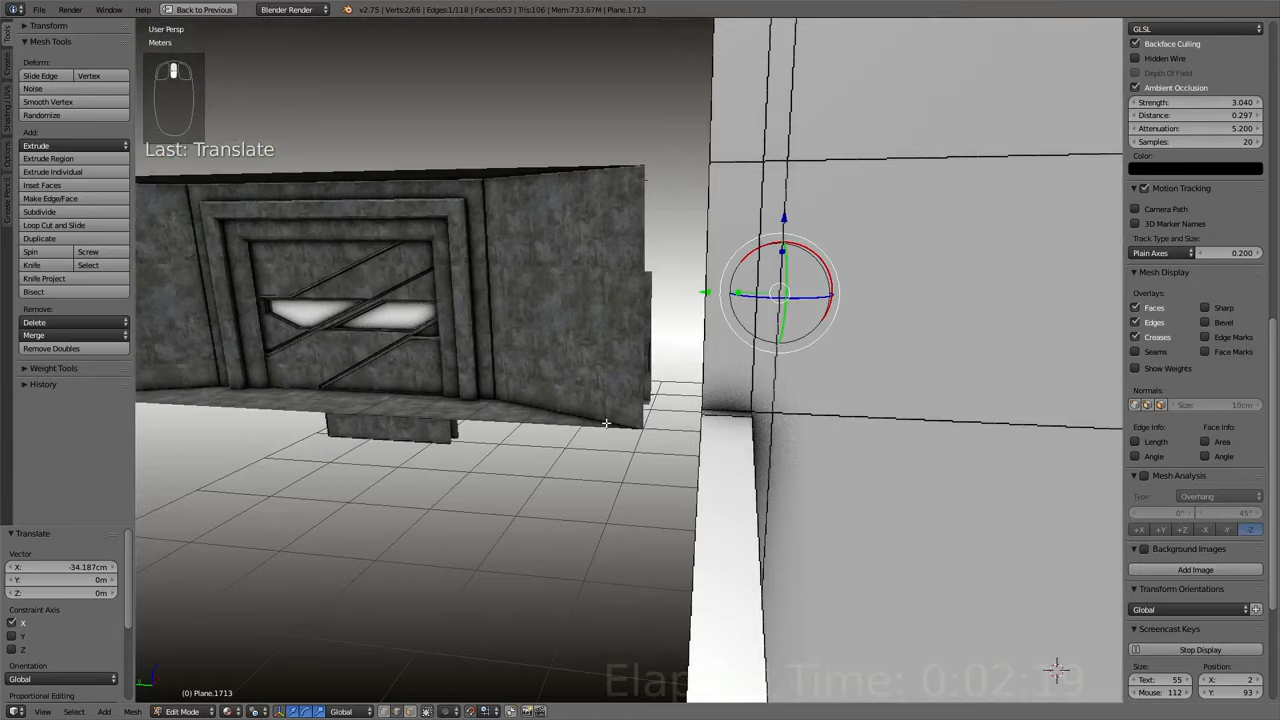 File Render Window Help Back to Previous Blender Render v2.75 | Verts:2/66 | Edges:1/118 | Faces:0/53 | Tris:106 | Mem:733.67M | Plane.1713
Transform
Mesh Tools
Deform:
Slide Edge Vertex
Noise
Smooth Vertex
Randomize
Add:
Extrude
Extrude Region
Extrude Individual
Inset Faces
Make Edge/Face
Subdivide
Loop Cut and Slide
Duplicate
Spin Screw
Knife Select
Knife Project
Bisect
Remove:
Delete
Merge
Remove Doubles
Weight Tools
History
Tools
Create
Shading / UVs
Options
Grease Pencil
Translate
Vector
X: -34.187cm
Y: 0m
Z: 0m
Constraint Axis
X
Y
Z
Orientation
Global
Proportional Editing
User Persp
Meters
Last: Translate
Elapsed Time: 0:02:19
(0) Plane.1713
View Select Add Mesh Edit Mode Global
GLSL
Backface Culling
Hidden Wire
Depth Of Field
Ambient Occlusion
Strength: 3.040
Distance: 0.297
Attenuation: 5.200
Samples: 20
Color:
Motion Tracking
Camera Path
3D Marker Names
Track Type and Size:
Plain Axes 0.200
Mesh Display
Overlays:
Faces Sharp
Edges Bevel
Creases Edge Marks
Seams Face Marks
Show Weights
Normals:
Size: 10cm
Edge Info: Face Info:
Length Area
Angle Angle
Mesh Analysis
Type: Overhang
0° 45°
+X +Y +Z -X -Y -Z
Background Images
Add Image
Transform Orientations
Global
Screencast Keys
Stop Display
Size: Position:
Text: 55 X: 2
Mouse: 112 Y: 93